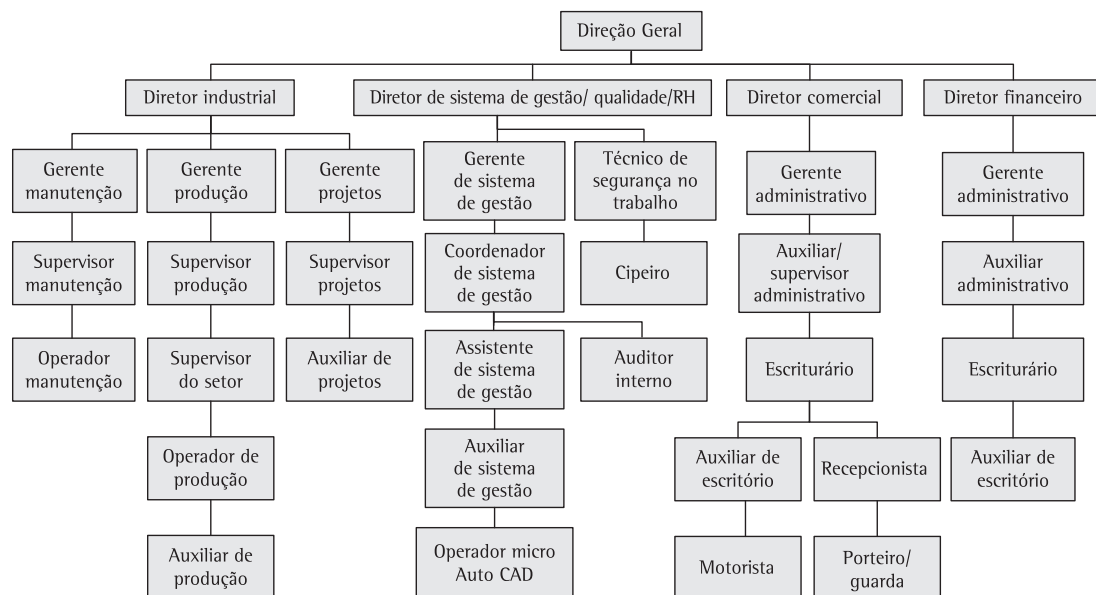 Direção Geral
Diretor industrial
Diretor de sistema de gestão/ qualidade/RH
Diretor comercial
Diretor financeiro
Gerente
manutenção
Gerente
produção
Gerente
projetos
Gerente
de sistema
de gestão
Técnico de
segurança no
trabalho
Gerente
administrativo
Gerente
administrativo
Supervisor
manutenção
Supervisor
produção
Supervisor
projetos
Coordenador
de sistema
de gestão
Cipeiro
Auxiliar/
supervisor
administrativo
Auxiliar
administrativo
Operador
manutenção
Supervisor
do setor
Auxiliar de
projetos
Assistente
de sistema
de gestão
Auditor
interno
Escriturário
Escriturário
Operador de
produção
Auxiliar
de sistema
de gestão
Auxiliar de
escritório
Recepcionista
Auxiliar de
escritório
Auxiliar de
produção
Operador micro
Auto CAD
Motorista
Porteiro/
guarda